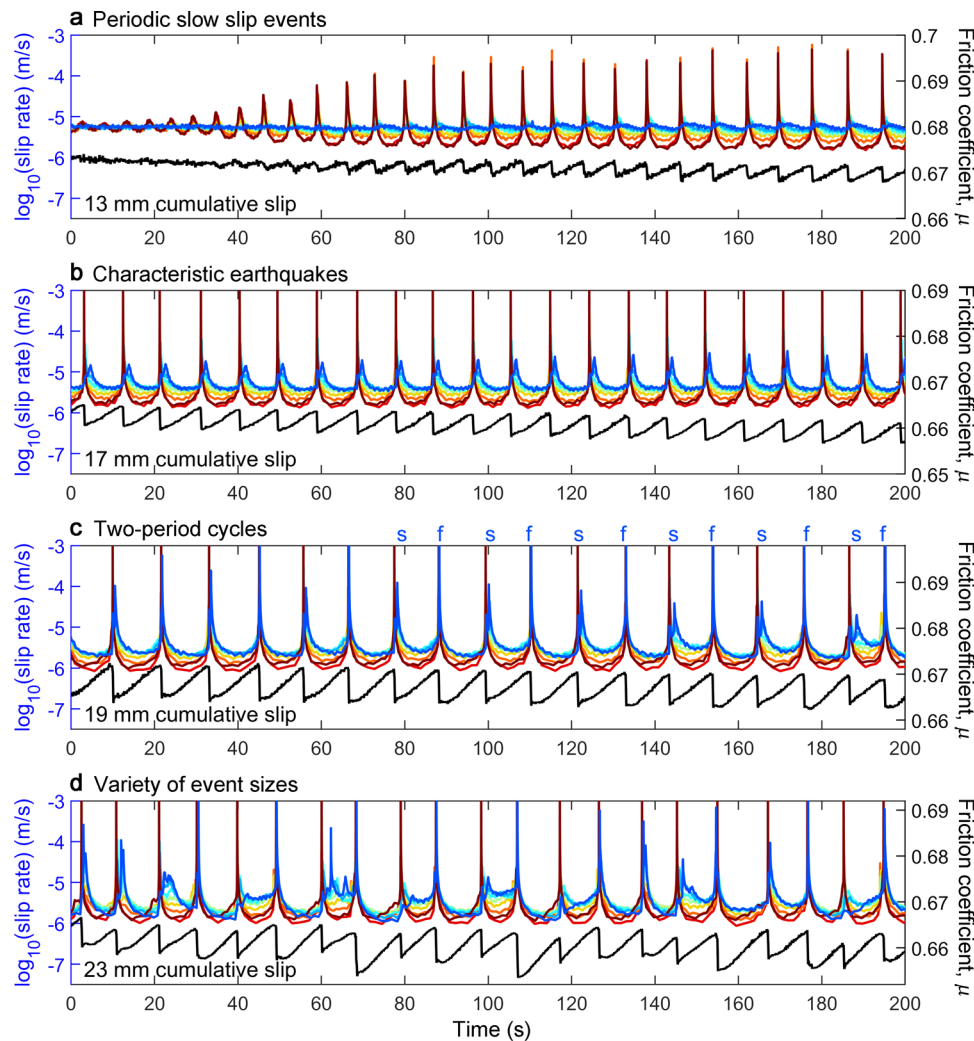 a Periodic slow slip events
-3
-4
-5
-6
-7
log10(slip rate) (m/s)
0.7
0.69
0.68
0.67
0.66
Friction coefficient, μ
13 mm cumulative slip
0 20 40 60 80 100 120 140 160 180 200
b Characteristic earthquakes
-3
-4
-5
-6
-7
log10(slip rate) (m/s)
0.69
0.68
0.67
0.66
0.65
Friction coefficient, μ
17 mm cumulative slip
0 20 40 60 80 100 120 140 160 180 200
c Two-period cycles
s f s f s f s f s f s f
-3
-4
-5
-6
-7
log10(slip rate) (m/s)
0.69
0.68
0.67
0.66
Friction coefficient, μ
19 mm cumulative slip
0 20 40 60 80 100 120 140 160 180 200
d Variety of event sizes
-3
-4
-5
-6
-7
log10(slip rate) (m/s)
0.69
0.68
0.67
0.66
Friction coefficient, μ
23 mm cumulative slip
0 20 40 60 80 100 120 140 160 180 200
Time (s)